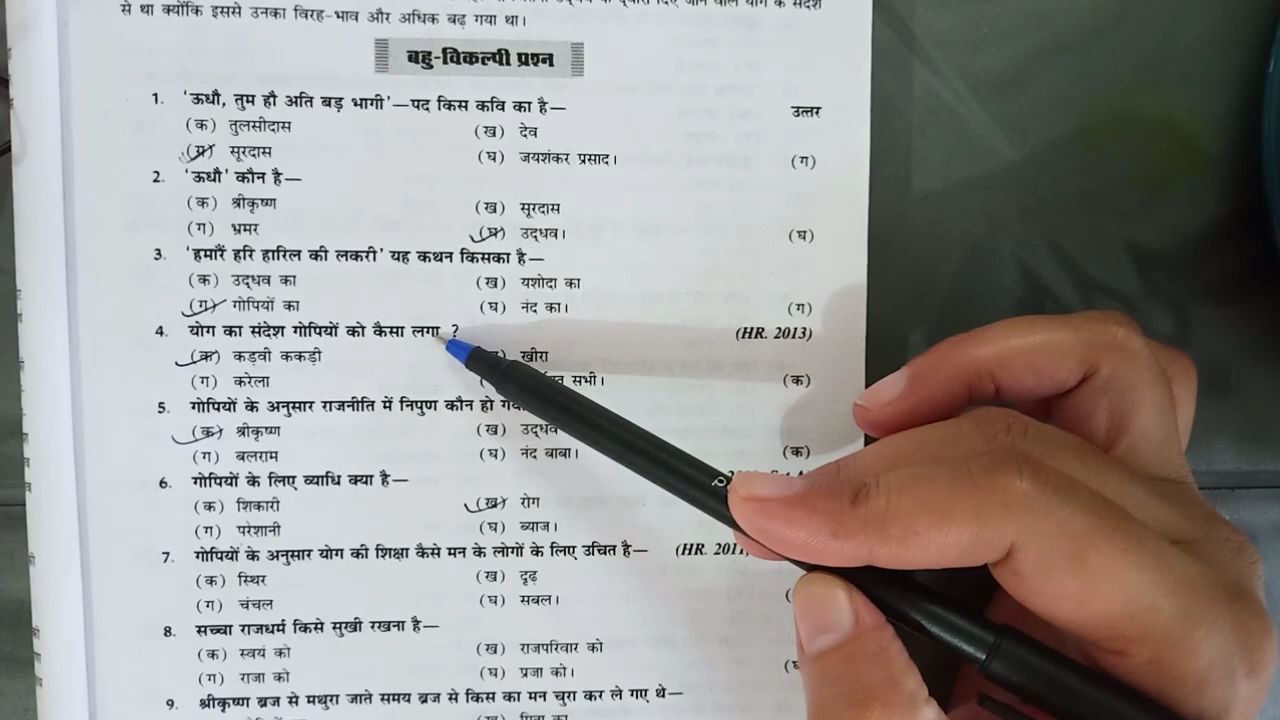 से था क्योंकि इससे उनका विरह-भाव और अधिक बढ़ गया था।
बहु-विकल्पी प्रश्न
1. 'ऊधौ, तुम हौ अति बड़ भागी'—पद किस कवि का है— उत्तर
(क) तुलसीदास (ख) देव
(ग) सूरदास (घ) जयशंकर प्रसाद। (ग)
2. 'ऊधौ' कौन है—
(क) श्रीकृष्ण (ख) सूरदास
(ग) भ्रमर (घ) उद्धव। (घ)
3. 'हमारैं हरि हारिल की लकरी' यह कथन किसका है—
(क) उद्धव का (ख) यशोदा का
(ग) गोपियों का (घ) नंद का। (ग)
4. योग का संदेश गोपियों को कैसा लगा ? (HR. 2013)
(क) कड़वी ककड़ी खीरा
(ग) करेला सभी। (क)
5. गोपियों के अनुसार राजनीति में निपुण कौन हो
(क) श्रीकृष्ण (ख) उद्धव
(ग) बलराम (घ) नंद बाबा। (क)
6. गोपियों के लिए व्याधि क्या है—
(क) शिकारी (ख) रोग
(ग) परेशानी (घ) व्याज।
7. गोपियों के अनुसार योग की शिक्षा कैसे मन के लोगों के लिए उचित है— (HR. 2011,
(क) स्थिर (ख) दृढ़
(ग) चंचल (घ) सबल।
8. सच्चा राजधर्म किसे सुखी रखना है—
(क) स्वयं को (ख) राजपरिवार को
(ग) राजा को (घ) प्रजा को।
9. श्रीकृष्ण ब्रज से मथुरा जाते समय ब्रज से किस का मन चुरा कर ले गए थे—